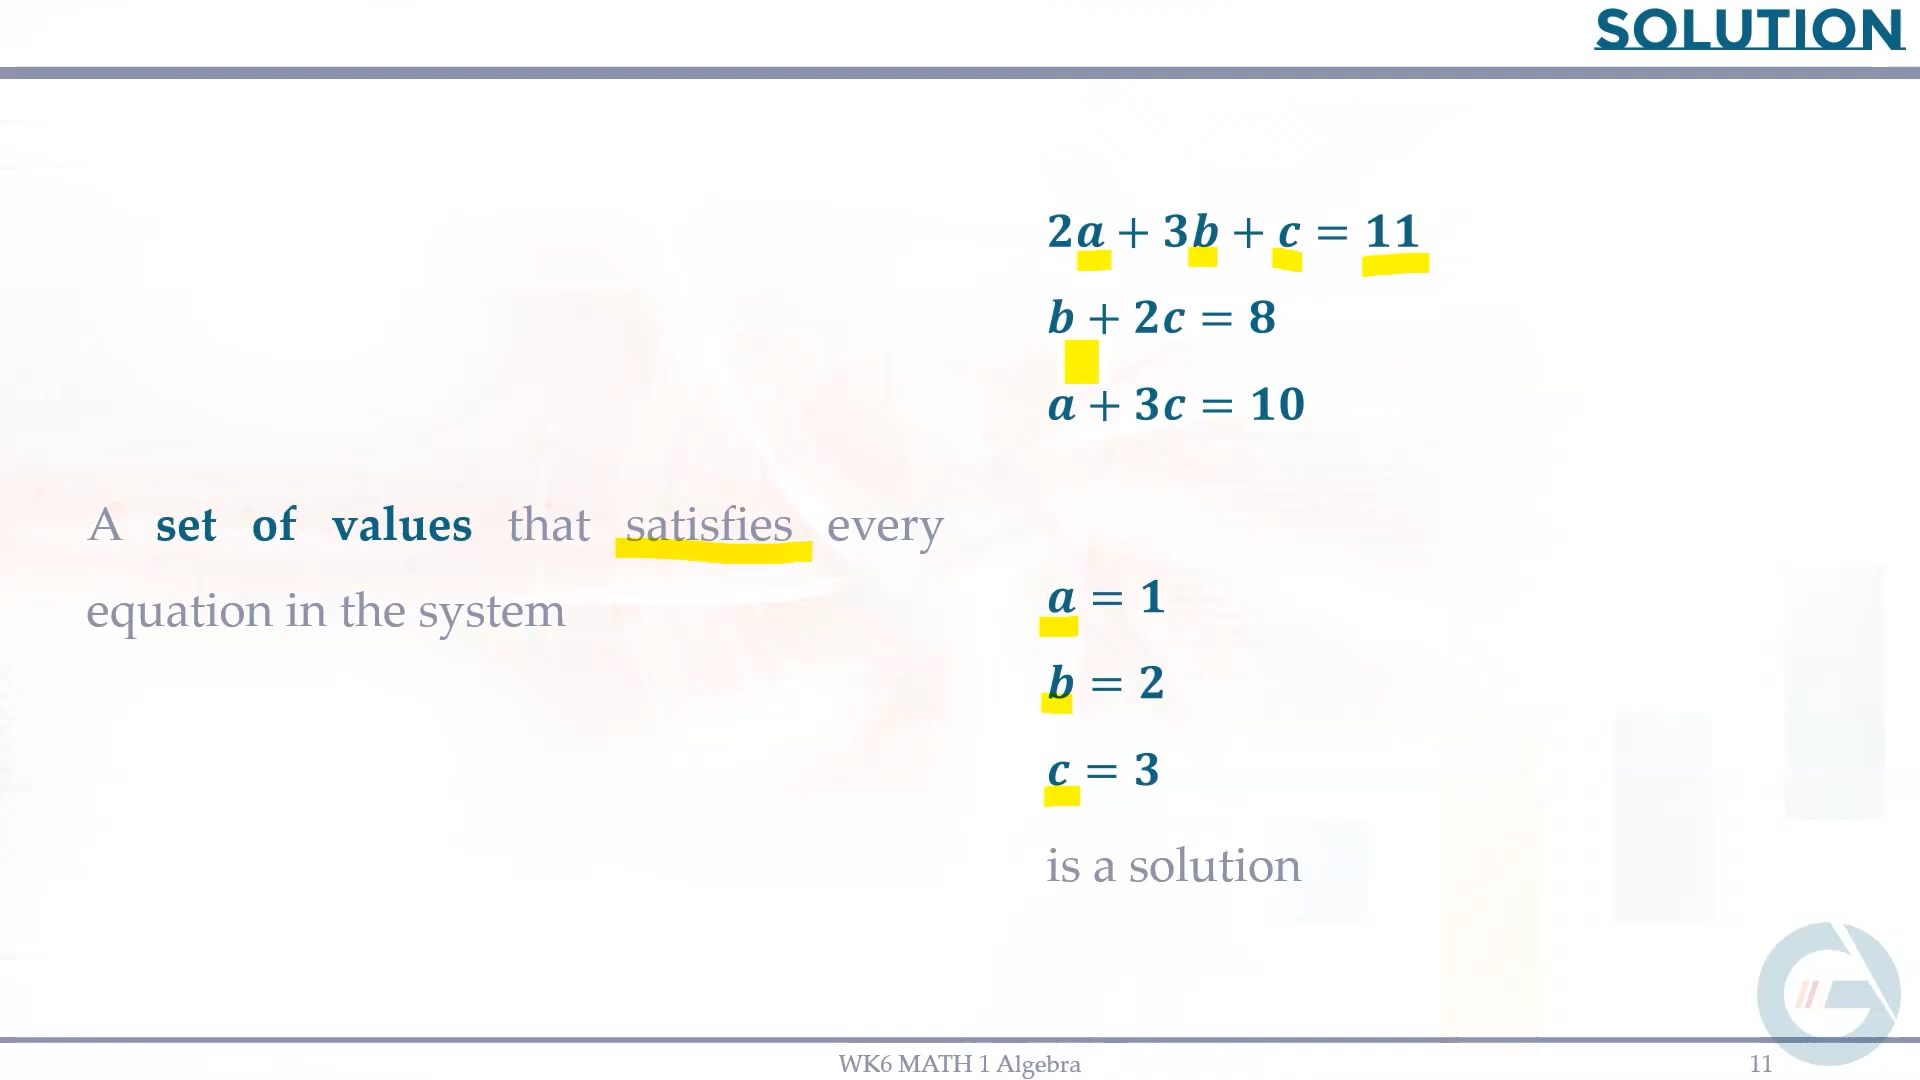 SOLUTION
2a + 3b + c = 11
b + 2c = 8
a + 3c = 10
A set of values that satisfies every
equation in the system
a = 1
b = 2
c = 3
is a solution
WK6 MATH 1 Algebra
11